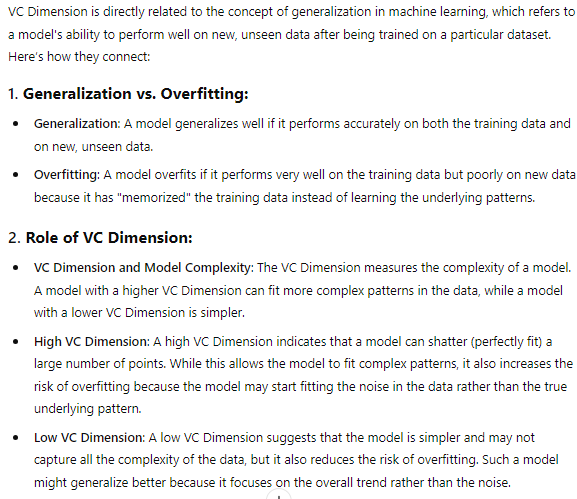 VC Dimension is directly related to the concept of generalization in machine learning, which refers to
a model's ability to perform well on new, unseen data after being trained on a particular dataset.
Here's how they connect:
1. Generalization vs. Overfitting:
• Generalization: A model generalizes well if it performs accurately on both the training data and
on new, unseen data.
• Overfitting: A model overfits if it performs very well on the training data but poorly on new data
because it has "memorized" the training data instead of learning the underlying patterns.
2. Role of VC Dimension:
• VC Dimension and Model Complexity: The VC Dimension measures the complexity of a model.
A model with a higher VC Dimension can fit more complex patterns in the data, while a model
with a lower VC Dimension is simpler.
• High VC Dimension: A high VC Dimension indicates that a model can shatter (perfectly fit) a
large number of points. While this allows the model to fit complex patterns, it also increases the
risk of overfitting because the model may start fitting the noise in the data rather than the true
underlying pattern.
• Low VC Dimension: A low VC Dimension suggests that the model is simpler and may not
capture all the complexity of the data, but it also reduces the risk of overfitting. Such a model
might generalize better because it focuses on the overall trend rather than the noise.